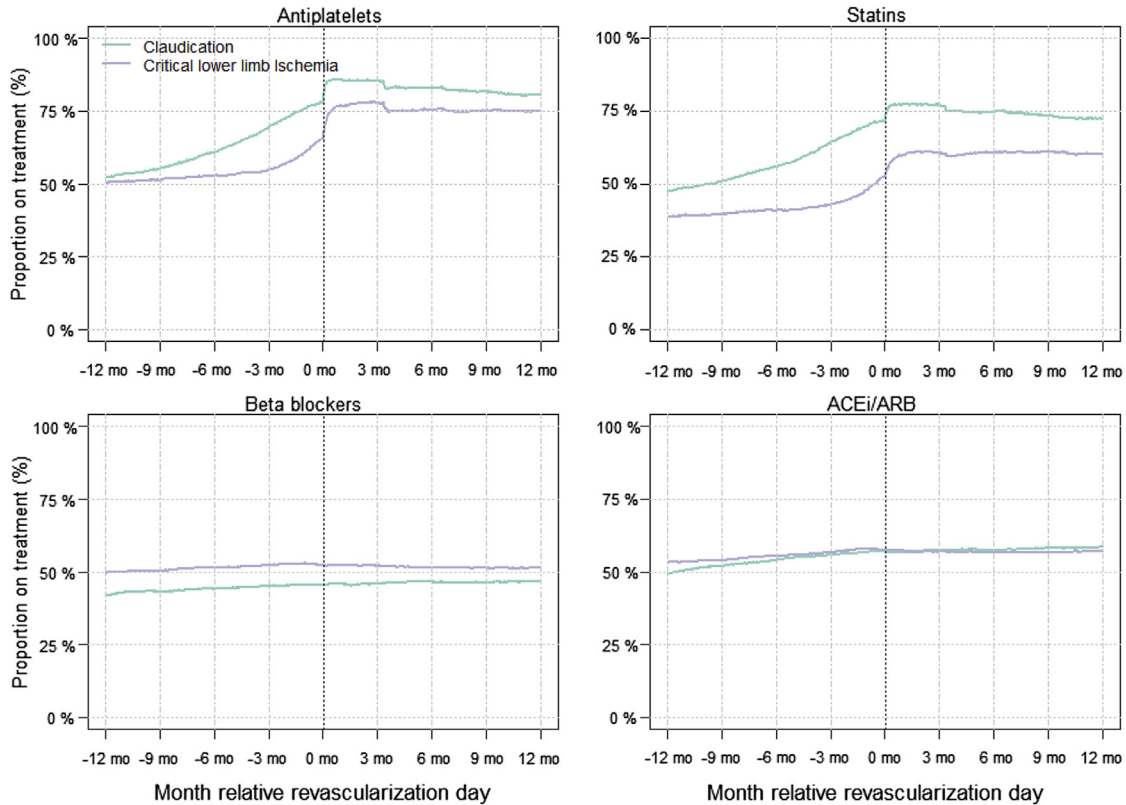 Antiplatelets
Statins
Proportion on treatment (%)
100 %
75 %
50 %
25 %
0 %
Claudication
Critical lower limb Ischemia
-12 mo -9 mo -6 mo -3 mo 0 mo 3 mo 6 mo 9 mo 12 mo
100 %
75 %
50 %
25 %
0 %
-12 mo -9 mo -6 mo -3 mo 0 mo 3 mo 6 mo 9 mo 12 mo
Beta blockers
ACEi/ARB
Proportion on treatment (%)
100 %
75 %
50 %
25 %
0 %
-12 mo -9 mo -6 mo -3 mo 0 mo 3 mo 6 mo 9 mo 12 mo
Month relative revascularization day
100 %
75 %
50 %
25 %
0 %
-12 mo -9 mo -6 mo -3 mo 0 mo 3 mo 6 mo 9 mo 12 mo
Month relative revascularization day